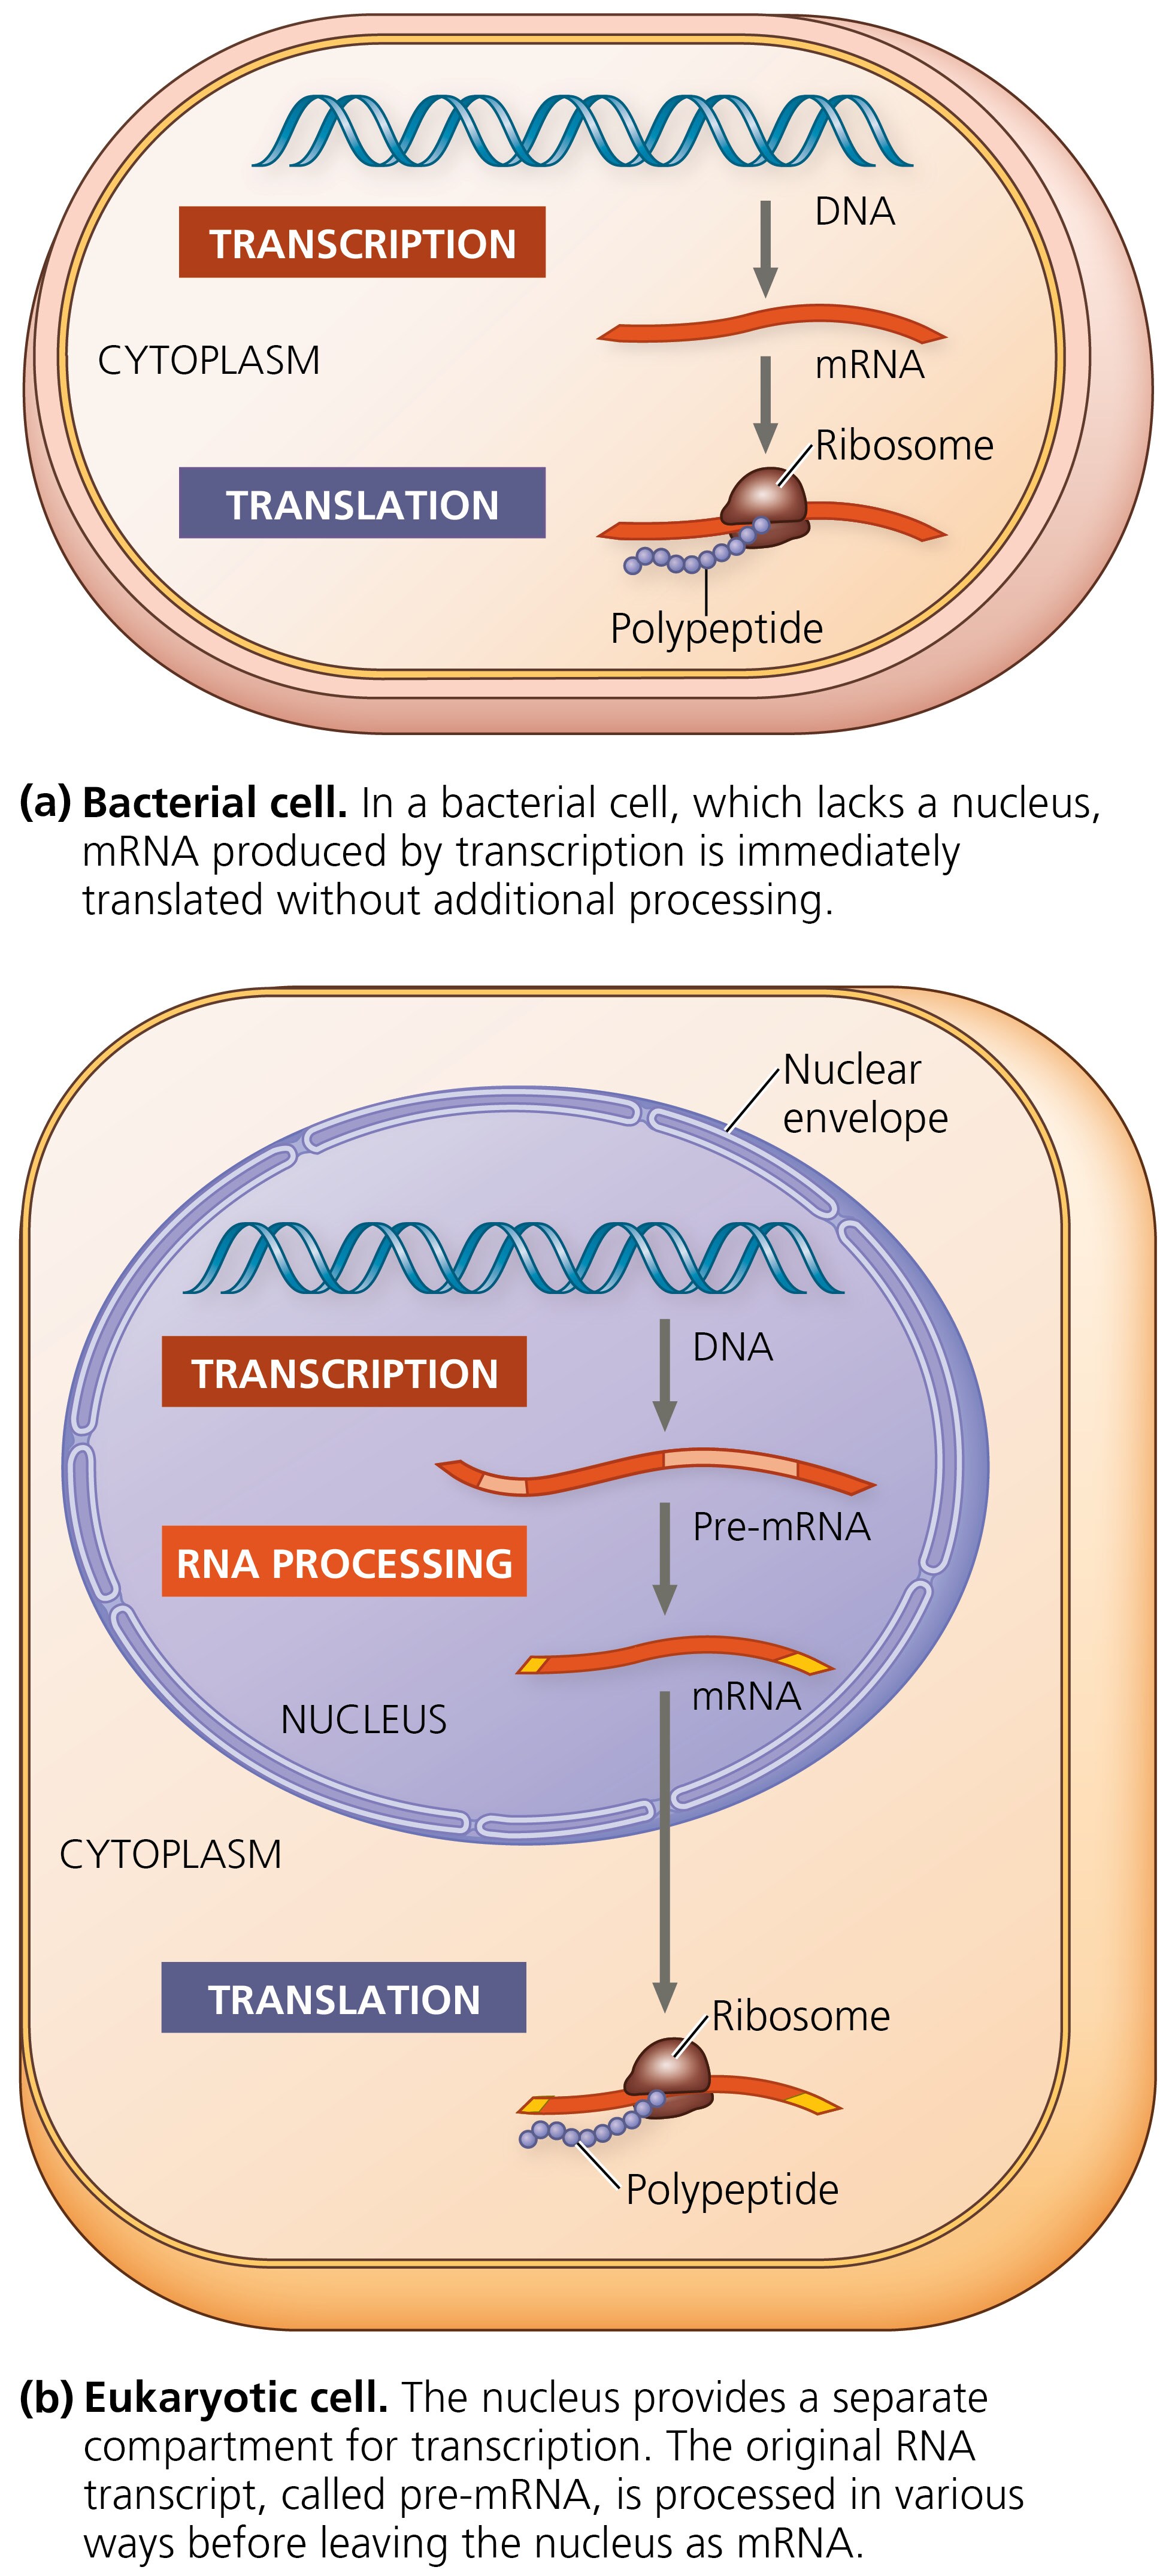 DNA
TRANSCRIPTION
CYTOPLASM
mRNA
Ribosome
TRANSLATION
Polypeptide
(a) Bacterial cell. In a bacterial cell, which lacks a nucleus,
mRNA produced by transcription is immediately
translated without additional processing.
Nuclear
envelope
DNA
TRANSCRIPTION
Pre-mRNA
RNA PROCESSING
mRNA
NUCLEUS
CYTOPLASM
TRANSLATION
Ribosome
Polypeptide
(b) Eukaryotic cell. The nucleus provides a separate
compartment for transcription. The original RNA
transcript, called pre-mRNA, is processed in various
ways before leaving the nucleus as mRNA.